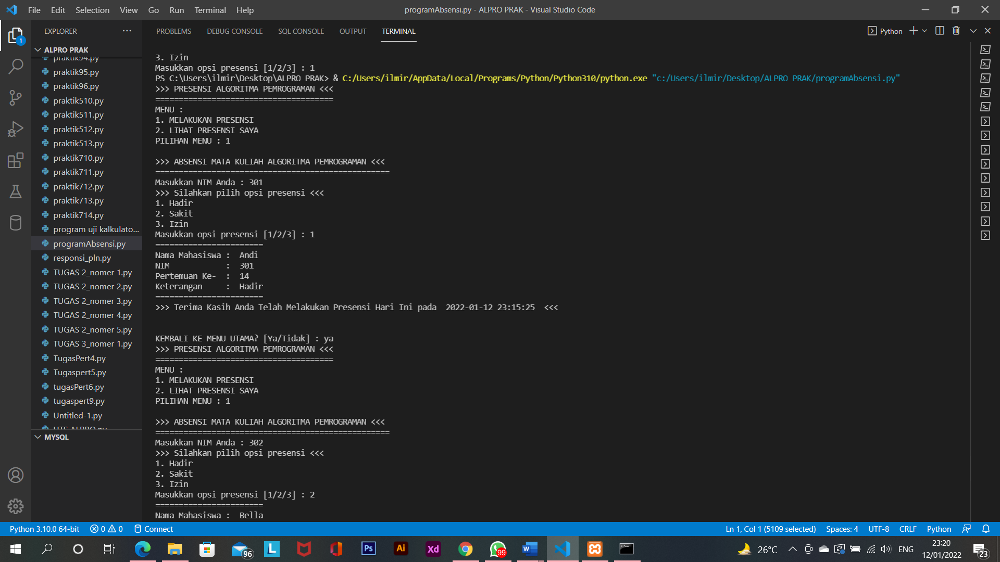 File Edit Selection View Go Run Terminal Help
programAbsensi.py - ALPRO PRAK - Visual Studio Code
EXPLORER
PROBLEMS DEBUG CONSOLE SQL CONSOLE OUTPUT TERMINAL
Python
1
ALPRO PRAK
praktik94.py
praktik95.py
praktik96.py
praktik510.py
praktik511.py
praktik512.py
praktik513.py
praktik710.py
praktik711.py
praktik712.py
praktik713.py
praktik714.py
program uji kalkulato...
programAbsensi.py
responsi_pln.py
TUGAS 2_nomer 1.py
TUGAS 2_nomer 2.py
TUGAS 2_nomer 3.py
TUGAS 2_nomer 4.py
TUGAS 2_nomer 5.py
TUGAS 3_nomer 1.py
TugasPert4.py
Tugaspert5.py
tugasPert6.py
tugaspert9.py
Untitled-1.py
UTS ALPRO.py
MYSQL
3. Izin
Masukkan opsi presensi [1/2/3] : 1
PS C:\Users\ilmir\Desktop\ALPRO PRAK> & C:/Users/ilmir/AppData/Local/Programs/Python/Python310/python.exe "c:/Users/ilmir/Desktop/ALPRO PRAK/programAbsensi.py"
>>> PRESENSI ALGORITMA PEMROGRAMAN <<<
======================================
MENU :
1. MELAKUKAN PRESENSI
2. LIHAT PRESENSI SAYA
PILIHAN MENU : 1
>>> ABSENSI MATA KULIAH ALGORITMA PEMROGRAMAN <<<
==================================================
Masukkan NIM Anda : 301
>>> Silahkan pilih opsi presensi <<<
1. Hadir
2. Sakit
3. Izin
Masukkan opsi presensi [1/2/3] : 1
=======================
Nama Mahasiswa :  Andi
NIM            :  301
Pertemuan Ke-  :  14
Keterangan     :  Hadir
=======================
>>> Terima Kasih Anda Telah Melakukan Presensi Hari Ini pada  2022-01-12 23:15:25  <<<
KEMBALI KE MENU UTAMA? [Ya/Tidak] : ya
>>> PRESENSI ALGORITMA PEMROGRAMAN <<<
======================================
MENU :
1. MELAKUKAN PRESENSI
2. LIHAT PRESENSI SAYA
PILIHAN MENU : 1
>>> ABSENSI MATA KULIAH ALGORITMA PEMROGRAMAN <<<
==================================================
Masukkan NIM Anda : 302
>>> Silahkan pilih opsi presensi <<<
1. Hadir
2. Sakit
3. Izin
Masukkan opsi presensi [1/2/3] : 2
=======================
Nama Mahasiswa :  Bella
Python 3.10.0 64-bit 0 0 Connect
Ln 1, Col 1 (5109 selected) Spaces: 4 UTF-8 CRLF Python
96 L Ps Ai Xd 99 W
26°C ENG
23:20
12/01/2022
23